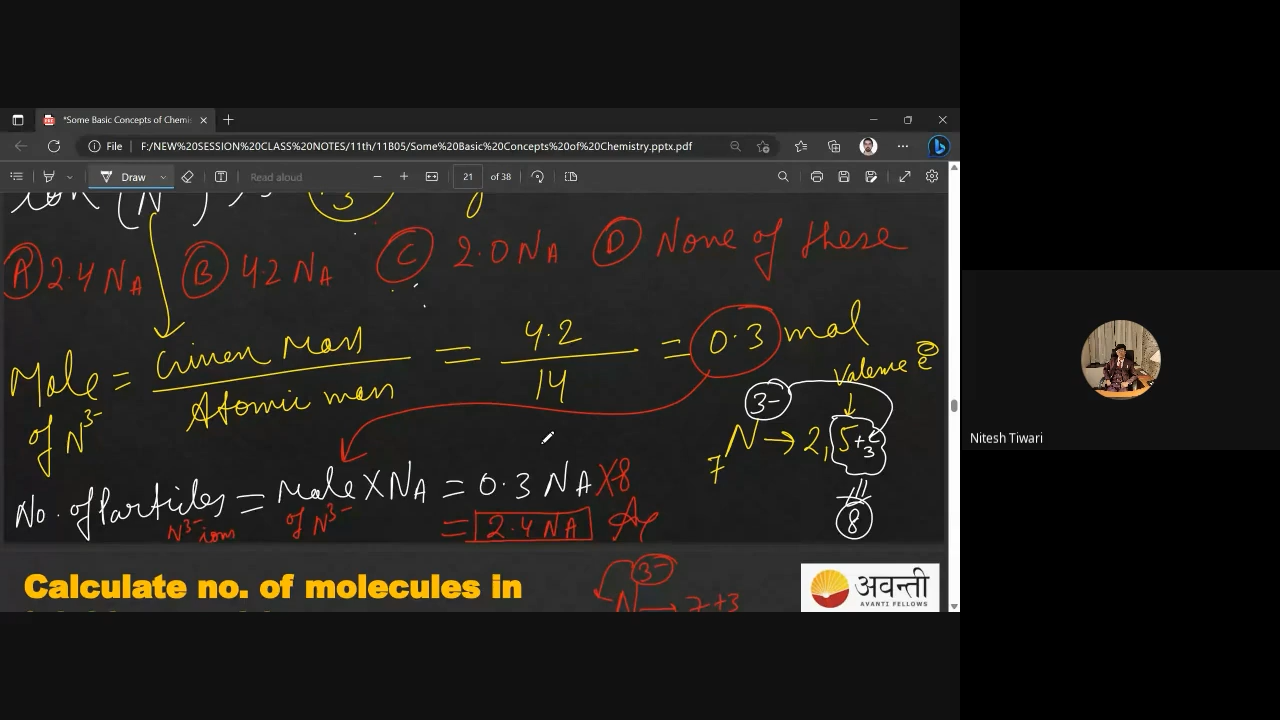 *Some Basic Concepts of Chemis
File F:/NEW%20SESSION%20CLASS%20NOTES/11th/11B05/Some%20Basic%20Concepts%20of%20Chemistry.pptx.pdf
Draw Read aloud 21 of 38
3
A 2.4 NA B 4.2 NA C 2.0 NA D None of these
Mole of N3- = Given Mass / Atomic mass = 4.2 / 14 = 0.3 mol
Valence e
3-
7 N → 2, 5+3
8
No. of Particles = Mole × NA = 0.3 NA ×8
N3- ions of N3- = 2.4 NA
3-
N → 7+3
Calculate no. of molecules in
अवन्ती
AVANTI FELLOWS
Nitesh Tiwari